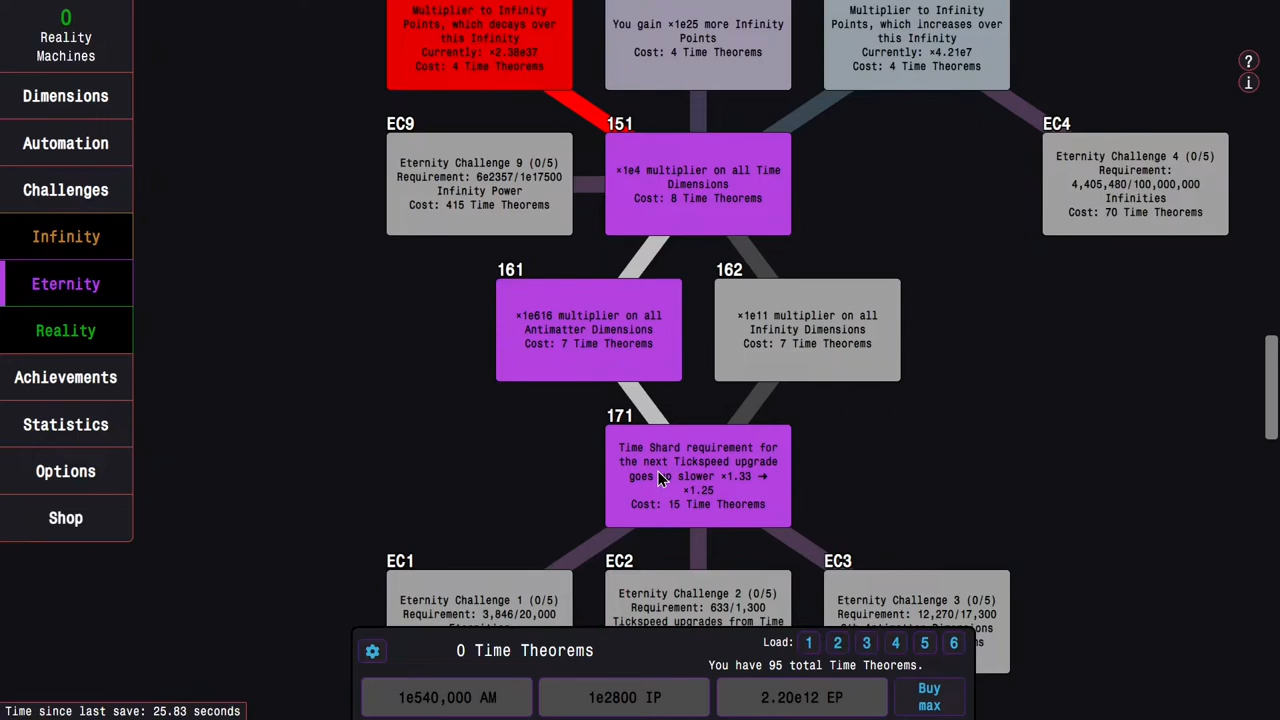 0
Reality
Machines
Dimensions
Automation
Challenges
Infinity
Eternity
Reality
Achievements
Statistics
Options
Shop
Time since last save: 25.83 seconds
Multiplier to Infinity
Points, which decays over
this Infinity
Currently: ×2.38e37
Cost: 4 Time Theorems
You gain ×1e25 more Infinity
Points
Cost: 4 Time Theorems
Multiplier to Infinity
Points, which increases over
this Infinity
Currently: ×4.21e7
Cost: 4 Time Theorems
?
i
EC9
Eternity Challenge 9 (0/5)
Requirement: 6e2357/1e17500
Infinity Power
Cost: 415 Time Theorems
151
×1e4 multiplier on all Time
Dimensions
Cost: 8 Time Theorems
EC4
Eternity Challenge 4 (0/5)
Requirement:
4,405,480/100,000,000
Infinities
Cost: 70 Time Theorems
161
×1e616 multiplier on all
Antimatter Dimensions
Cost: 7 Time Theorems
162
×1e11 multiplier on all
Infinity Dimensions
Cost: 7 Time Theorems
171
Time Shard requirement for
the next Tickspeed upgrade
goes slower ×1.33 →
×1.25
Cost: 15 Time Theorems
EC1
Eternity Challenge 1 (0/5)
Requirement: 3,846/20,000
EC2
Eternity Challenge 2 (0/5)
Requirement: 633/1,300
Tickspeed upgrades from Time
EC3
Eternity Challenge 3 (0/5)
Requirement: 12,270/17,300
0 Time Theorems
Load: 1 2 3 4 5 6
You have 95 total Time Theorems.
1e540,000 AM
1e2800 IP
2.20e12 EP
Buy
max